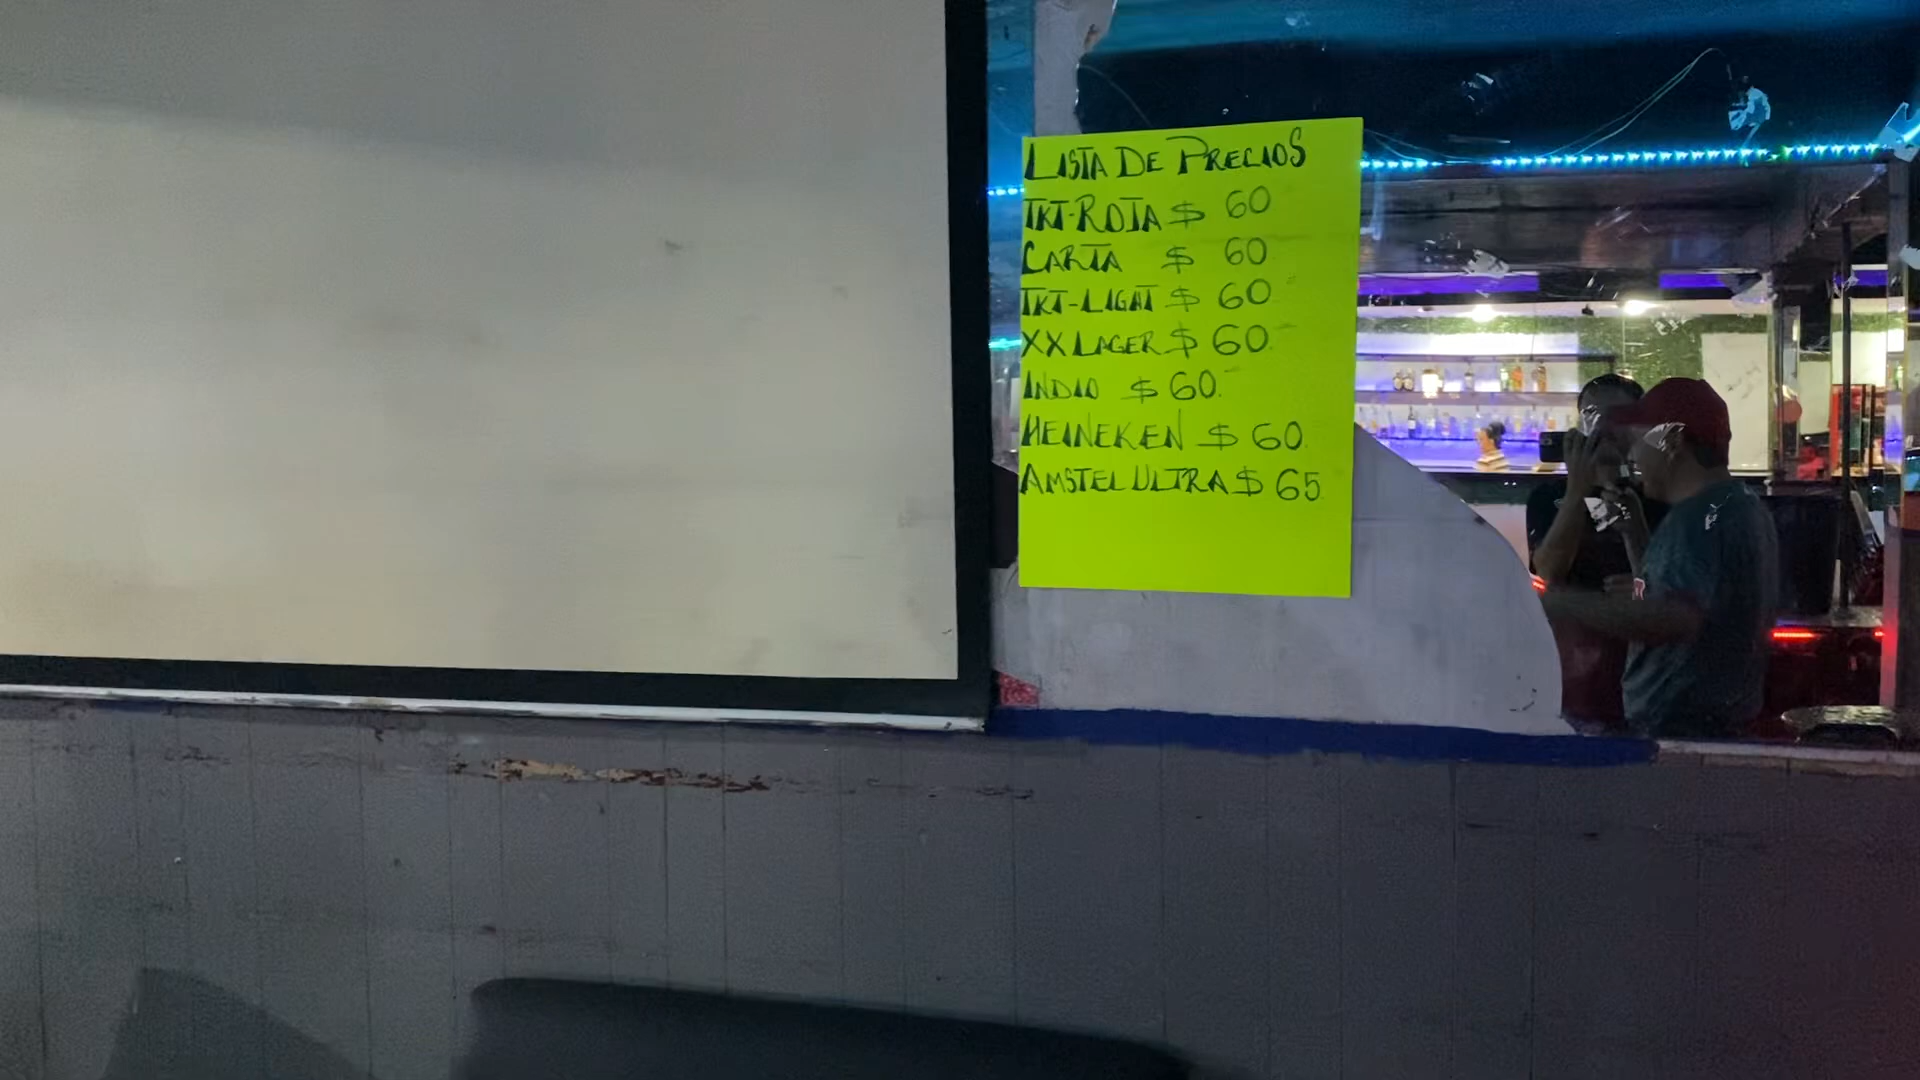 LISTA DE PRECIOS
TKT-ROJA $ 60
CARTA $ 60
TKT-LIGHT $ 60
XX LAGER $ 60
INDIO $ 60.
HEINEKEN $ 60
AMSTEL ULTRA $ 65